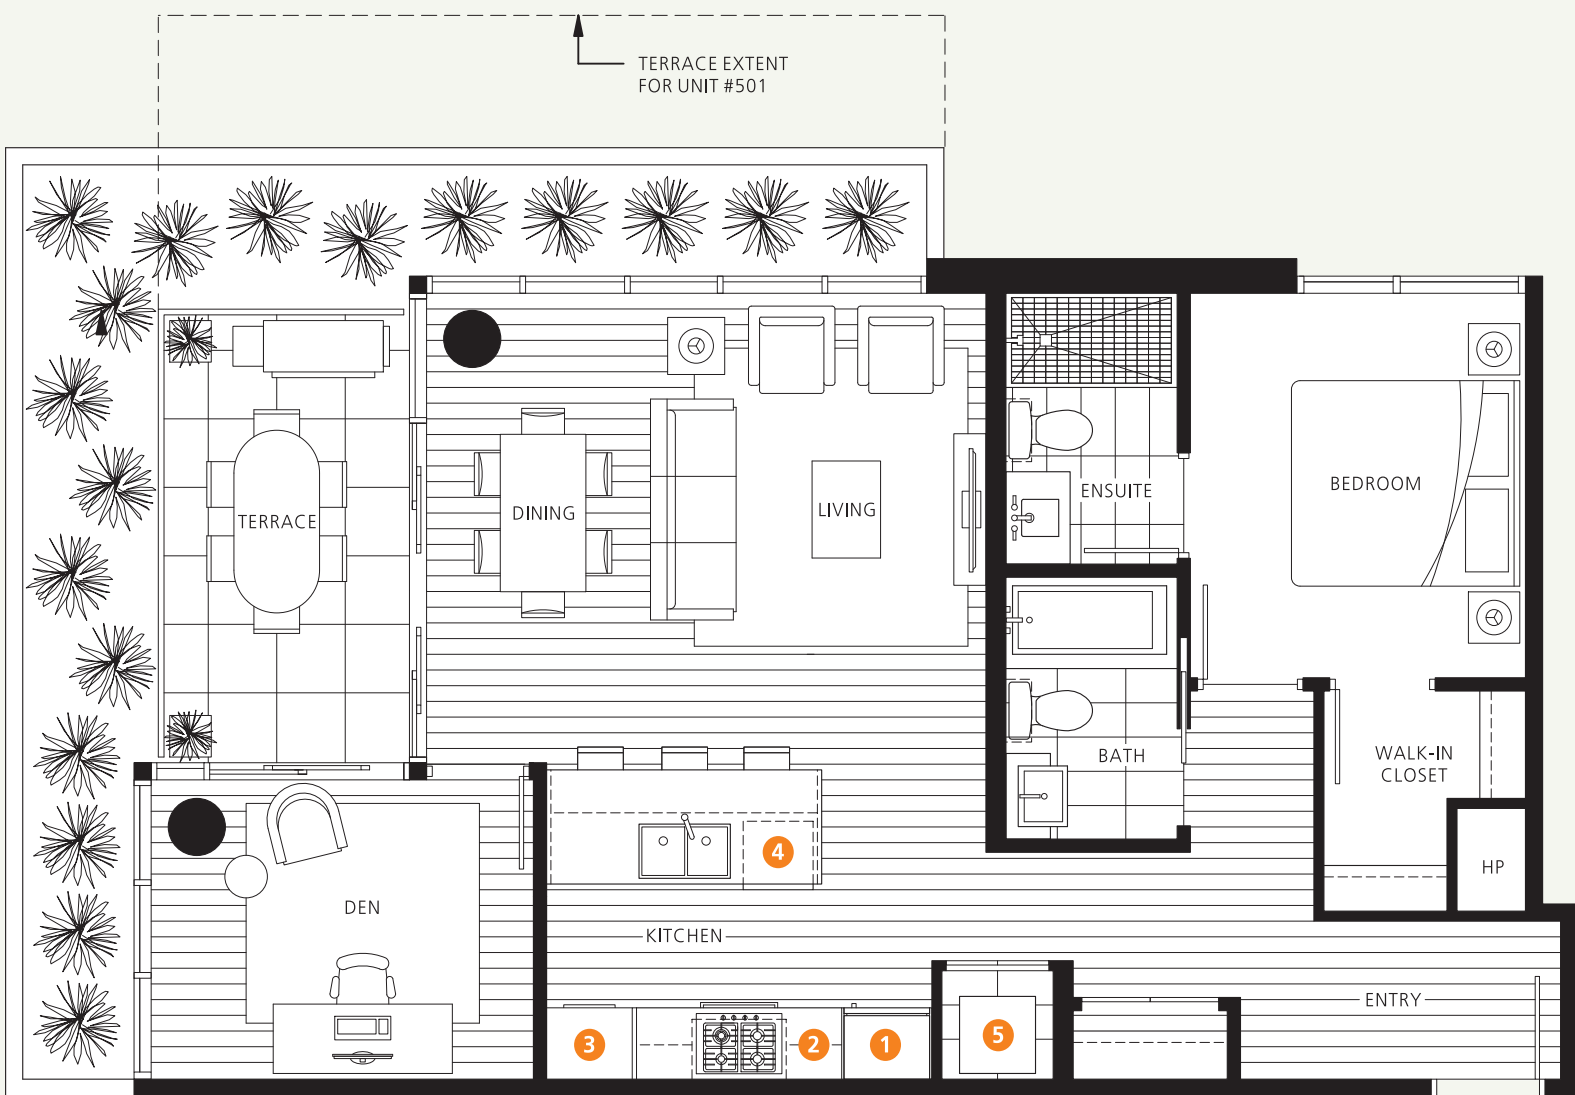 TERRACE EXTENT
FOR UNIT #501
TERRACE
DINING
LIVING
ENSUITE
BEDROOM
BATH
WALK-IN
CLOSET
HP
4
DEN
KITCHEN
ENTRY
3
2
1
5